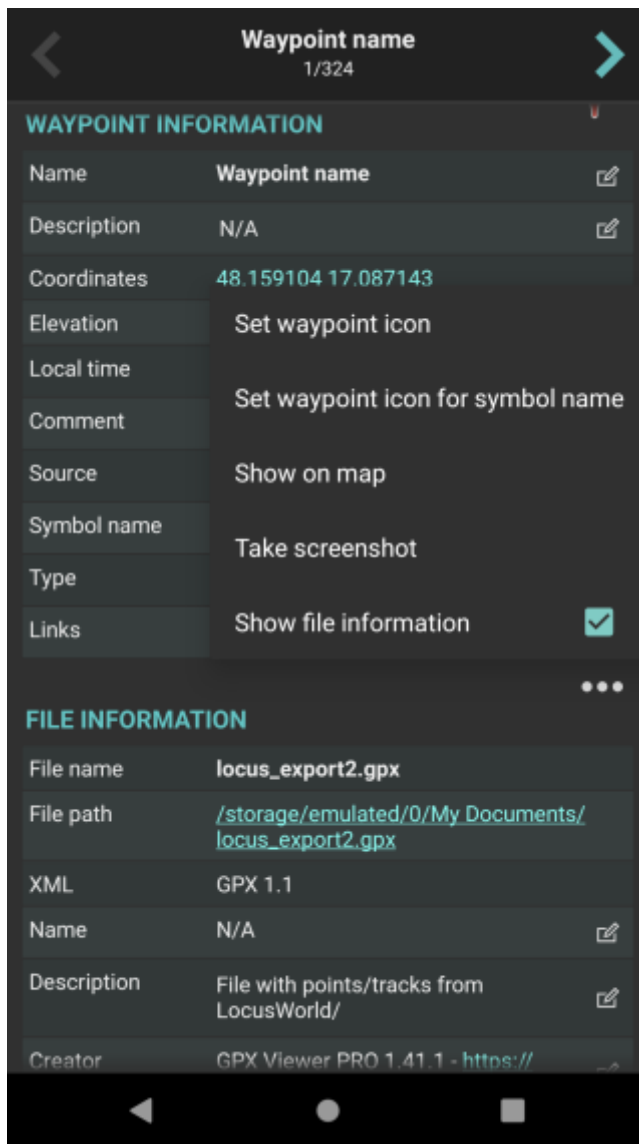 Waypoint name
1/324
WAYPOINT INFORMATION
Name Waypoint name
Description N/A
Coordinates 48.159104 17.087143
Elevation
Set waypoint icon
Local time
Set waypoint icon for symbol name
Comment
Source
Show on map
Symbol name
Take screenshot
Type
Links
Show file information
FILE INFORMATION
File name locus_export2.gpx
File path /storage/emulated/0/My Documents/
locus_export2.gpx
XML GPX 1.1
Name N/A
Description File with points/tracks from
LocusWorld/
Creator GPX Viewer PRO 1.41.1 - https://